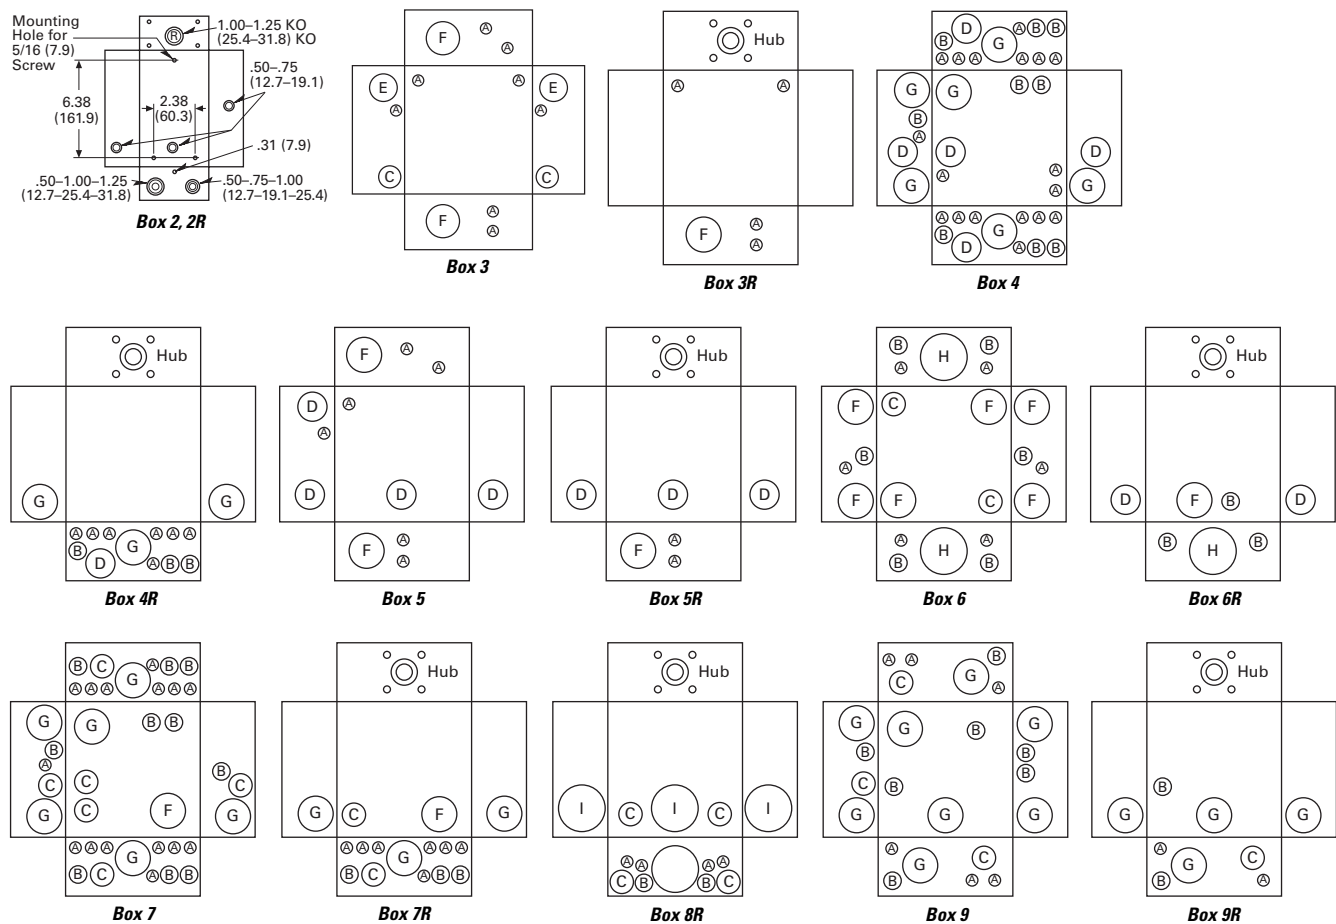 Mounting
Hole for
5/16 (7.9)
Screw
R
1.00–1.25 KO
(25.4–31.8) KO
.50–.75
(12.7–19.1)
6.38
(161.9)
2.38
(60.3)
.31 (7.9)
.50–1.00–1.25
(12.7–25.4–31.8)
.50–.75–1.00
(12.7–19.1–25.4)
Box 2, 2R
F A
A
E A A E
A A
C C
F A
A
Box 3
Hub
A A
F A
A
Box 3R
D A B B
B G
A A A A A A
G G B B
B
A
D D D
A A
G A G
A A A G A A A
B D A B B
Box 4
Hub
G G
A A A A A A
B G
D A B B
Box 4R
F A
A
D A
A
D D D
F A
A
Box 5
Hub
D D D
F A
A
Box 5R
B H B
A A
F C F F
B B
A A
F F C F
A H A
B B
Box 6
Hub
D F B D
B H B
Box 6R
B C G A B B
A A A A A A
G G B B
B
A B
C C C
G C F G
A A A G A A A
B C A B B
Box 7
Hub
G C F G
A A A G A A A
B C A B B
Box 7R
Hub
I C I C I
A A A A
C B B C
Box 8R
A A B
C G A
G G B G
B B
C B B
G G G
A G C
B A A
Box 9
Hub
B
G G G
A G C
B A
Box 9R